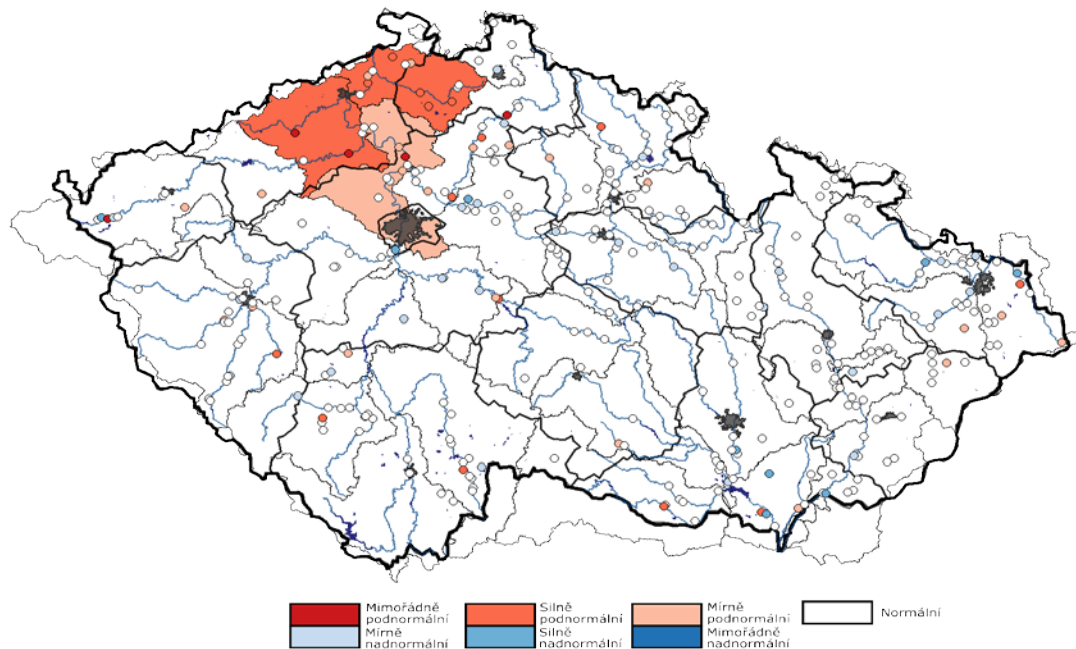 Mimořádně
podnormální
Silně
podnormální
Mírně
podnormální
Normální
Mírně
nadnormální
Silně
nadnormální
Mimořádně
nadnormální